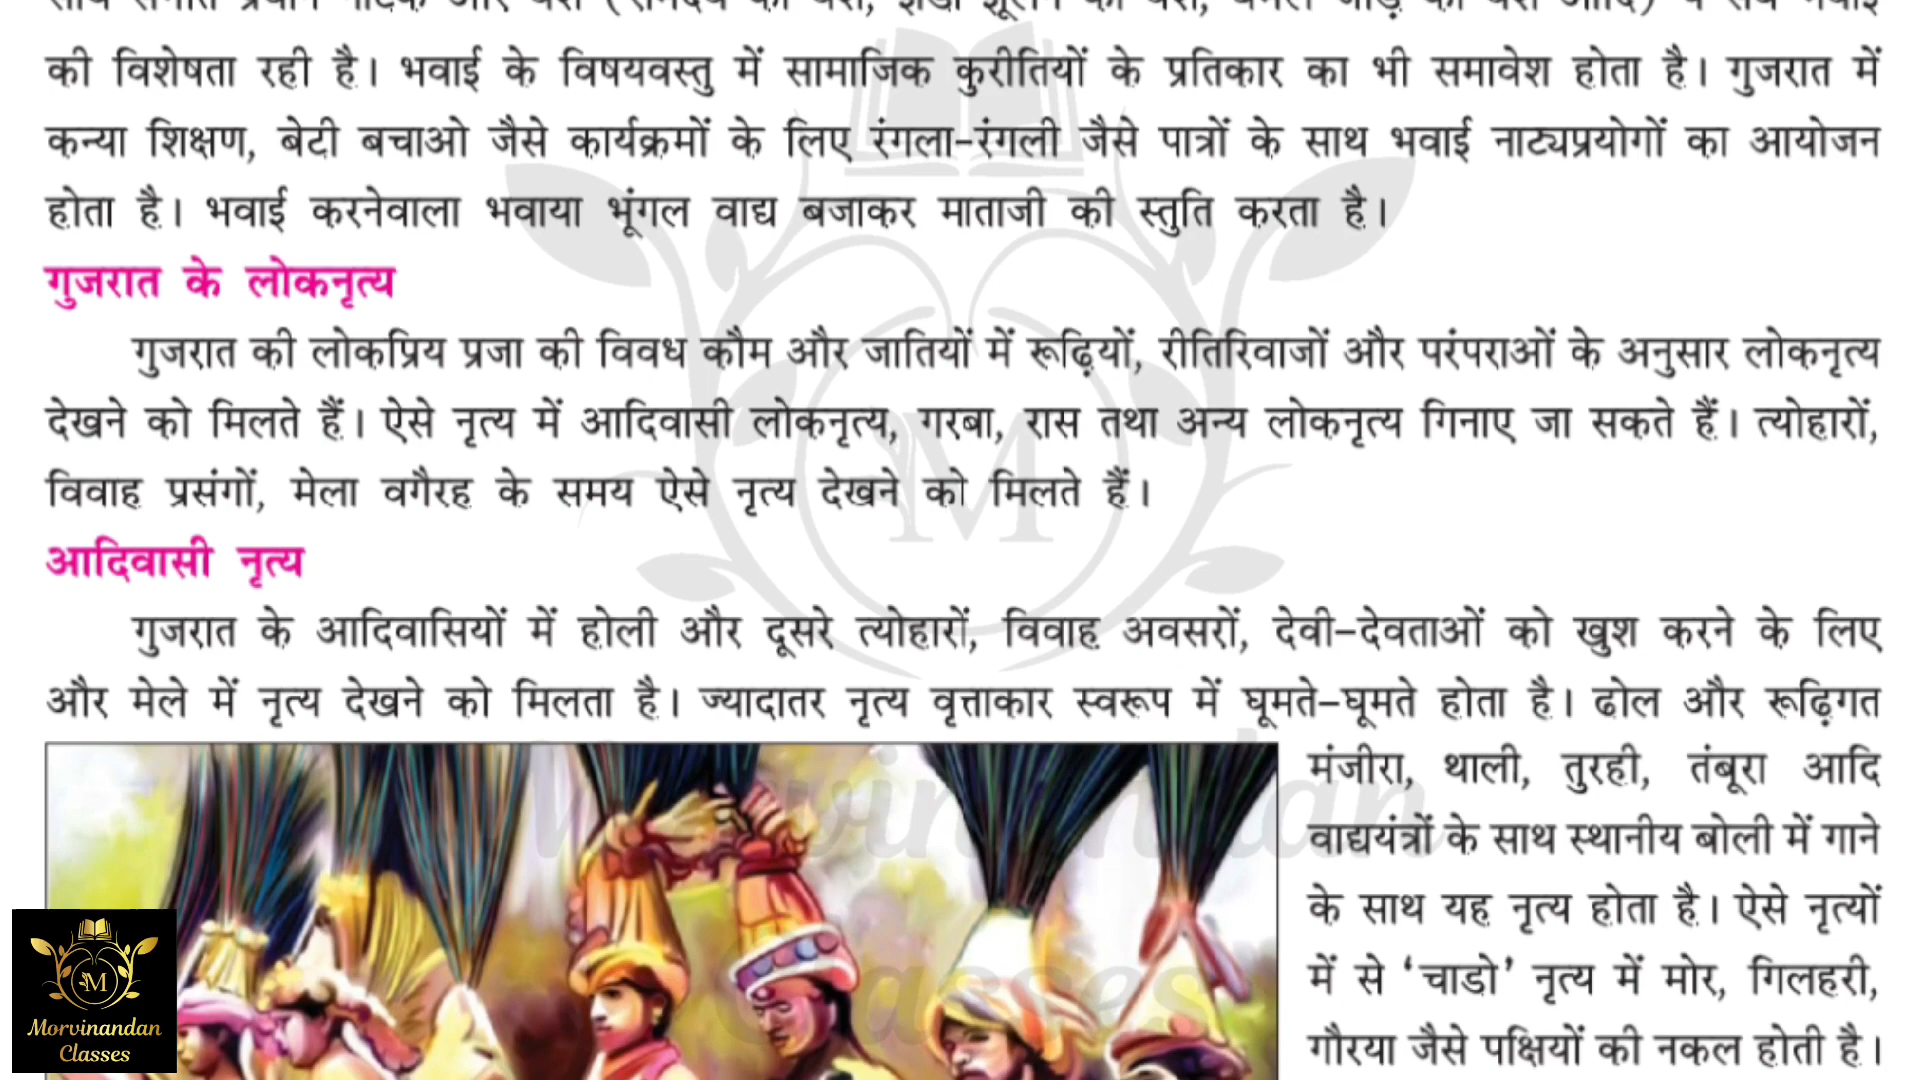 की विशेषता रही है। भवाई के विषयवस्तु में सामाजिक कुरीतियों के प्रतिकार का भी समावेश होता है। गुजरात में
कन्या शिक्षण, बेटी बचाओ जैसे कार्यक्रमों के लिए रंगला-रंगली जैसे पात्रों के साथ भवाई नाट्यप्रयोगों का आयोजन
होता है। भवाई करनेवाला भवाया भूंगल वाद्य बजाकर माताजी की स्तुति करता है।
गुजरात के लोकनृत्य
गुजरात की लोकप्रिय प्रजा की विवध कौम और जातियों में रूढ़ियों, रीतिरिवाजों और परंपराओं के अनुसार लोकनृत्य
देखने को मिलते हैं। ऐसे नृत्य में आदिवासी लोकनृत्य, गरबा, रास तथा अन्य लोकनृत्य गिनाए जा सकते हैं। त्योहारों,
विवाह प्रसंगों, मेला वगैरह के समय ऐसे नृत्य देखने को मिलते हैं।
आदिवासी नृत्य
गुजरात के आदिवासियों में होली और दूसरे त्योहारों, विवाह अवसरों, देवी-देवताओं को खुश करने के लिए
और मेले में नृत्य देखने को मिलता है। ज्यादातर नृत्य वृत्ताकार स्वरूप में घूमते-घूमते होता है। ढोल और रूढ़िगत
मंजीरा, थाली, तुरही, तंबूरा आदि
वाद्ययंत्रों के साथ स्थानीय बोली में गाने
के साथ यह नृत्य होता है। ऐसे नृत्यों
में से ‘चाडो’ नृत्य में मोर, गिलहरी,
गौरया जैसे पक्षियों की नकल होती है।
M
Morvinandan
Classes
M
Morvinandan
Classes